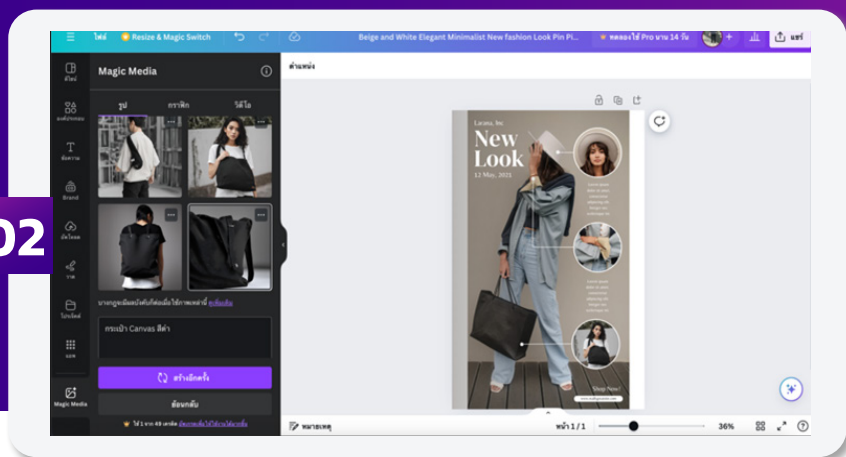 ไฟล์
Resize & Magic Switch
Beige and White Elegant Minimalist New fashion Look Pin Pi...
ทดลองใช้ Pro นาน 14 วัน
แชร์
Magic Media
ตำแหน่ง
ดีไซน์
รูป
กราฟิก
วิดีโอ
องค์ประกอบ
ข้อความ
Brand
อัพโหลด
วาด
โปรเจกต์
แอพ
Magic Media
02
กระเป๋า Canvas สีดำ
สร้างอีกครั้ง
ย้อนกลับ
Larana, Inc
New
Look
12 May, 2021
Shop Now!
หมายเหตุ
หน้า 1 / 1
36%